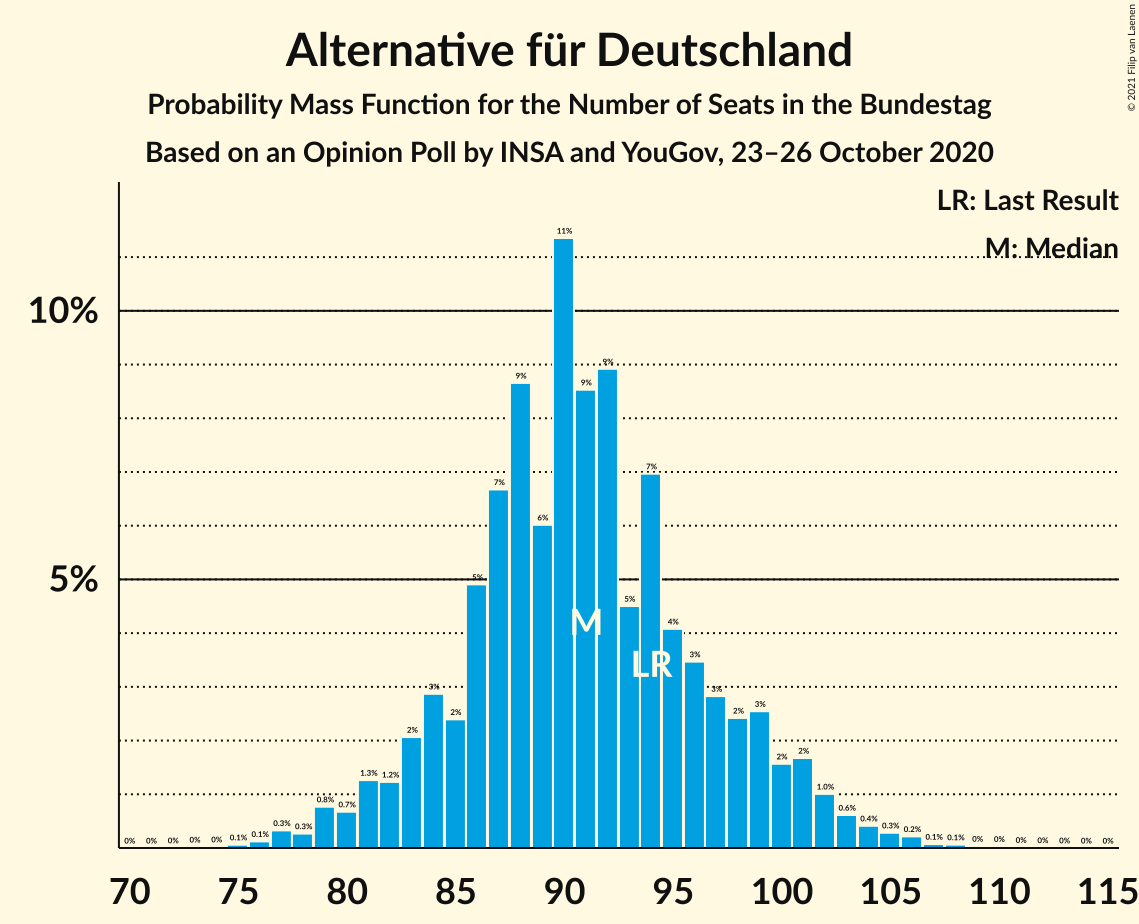 © 2021 Filip van Laenen
Alternative für Deutschland
Probability Mass Function for the Number of Seats in the Bundestag
Based on an Opinion Poll by INSA and YouGov, 23–26 October 2020
LR: Last Result
M: Median
10%
5%
0% 0% 0% 0% 0% 0.1% 0.1% 0.3% 0.3% 0.8% 0.7% 1.3% 1.2% 2% 3% 2% 5% 7% 9% 6% 11% 9% 9% 5% 7% 4% 3% 3% 2% 3% 2% 2% 1.0% 0.6% 0.4% 0.3% 0.2% 0.1% 0.1% 0% 0% 0% 0% 0% 0% 0%
M
LR
70 75 80 85 90 95 100 105 110 115